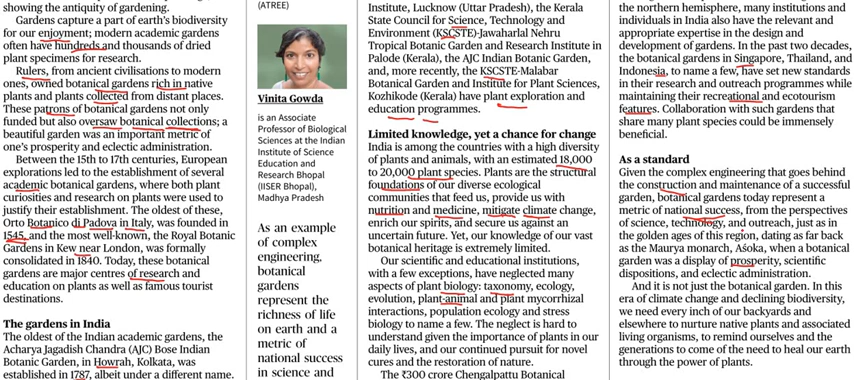 showing the antiquity of gardening.
Gardens capture a part of earth's biodiversity
for our enjoyment; modern academic gardens
often have hundreds and thousands of dried
plant specimens for research.
Rulers, from ancient civilisations to modern
ones, owned botanical gardens rich in native
plants and plants collected from distant places.
These patrons of botanical gardens not only
funded but also oversaw botanical collections; a
beautiful garden was an important metric of
one's prosperity and eclectic administration.
Between the 15th to 17th centuries, European
explorations led to the establishment of several
academic botanical gardens, where both plant
curiosities and research on plants were used to
justify their establishment. The oldest of these,
Orto Botanico di Padova in Italy, was founded in
1545, and the most well-known, the Royal Botanic
Gardens in Kew near London, was formally
consolidated in 1840. Today, these botanical
gardens are major centres of research and
education on plants as well as famous tourist
destinations.
The gardens in India
The oldest of the Indian academic gardens, the
Acharya Jagadish Chandra (AJC) Bose Indian
Botanic Garden, in Howrah, Kolkata, was
established in 1787, albeit under a different name.
(ATREE)
Vinita Gowda
is an Associate
Professor of Biological
Sciences at the Indian
Institute of Science
Education and
Research Bhopal
(IISER Bhopal),
Madhya Pradesh
As an example
of complex
engineering,
botanical
gardens
represent the
richness of life
on earth and a
metric of
national success
in science and
Institute, Lucknow (Uttar Pradesh), the Kerala
State Council for Science, Technology and
Environment (KSCSTE)-Jawaharlal Nehru
Tropical Botanic Garden and Research Institute in
Palode (Kerala), the AJC Indian Botanic Garden,
and, more recently, the KSCSTE-Malabar
Botanical Garden and Institute for Plant Sciences,
Kozhikode (Kerala) have plant exploration and
education programmes.
Limited knowledge, yet a chance for change
India is among the countries with a high diversity
of plants and animals, with an estimated 18,000
to 20,000 plant species. Plants are the structural
foundations of our diverse ecological
communities that feed us, provide us with
nutrition and medicine, mitigate climate change,
enrich our spirits, and secure us against an
uncertain future. Yet, our knowledge of our vast
botanical heritage is extremely limited.
Our scientific and educational institutions,
with a few exceptions, have neglected many
aspects of plant biology: taxonomy, ecology,
evolution, plant-animal and plant mycorrhizal
interactions, population ecology and stress
biology to name a few. The neglect is hard to
understand given the importance of plants in our
daily lives, and our continued pursuit for novel
cures and the restoration of nature.
The ₹300 crore Chengalpattu Botanical
the northern hemisphere, many institutions and
individuals in India also have the relevant and
appropriate expertise in the design and
development of gardens. In the past two decades,
the botanical gardens in Singapore, Thailand, and
Indonesia, to name a few, have set new standards
in their research and outreach programmes while
maintaining their recreational and ecotourism
features. Collaboration with such gardens that
share many plant species could be immensely
beneficial.
As a standard
Given the complex engineering that goes behind
the construction and maintenance of a successful
garden, botanical gardens today represent a
metric of national success, from the perspectives
of science, technology, and outreach, just as in
the golden ages of this region, dating as far back
as the Maurya monarch, Aśoka, when a botanical
garden was a display of prosperity, scientific
dispositions, and eclectic administration.
And it is not just the botanical garden. In this
era of climate change and declining biodiversity,
we need every inch of our backyards and
elsewhere to nurture native plants and associated
living organisms, to remind ourselves and the
generations to come of the need to heal our earth
through the power of plants.